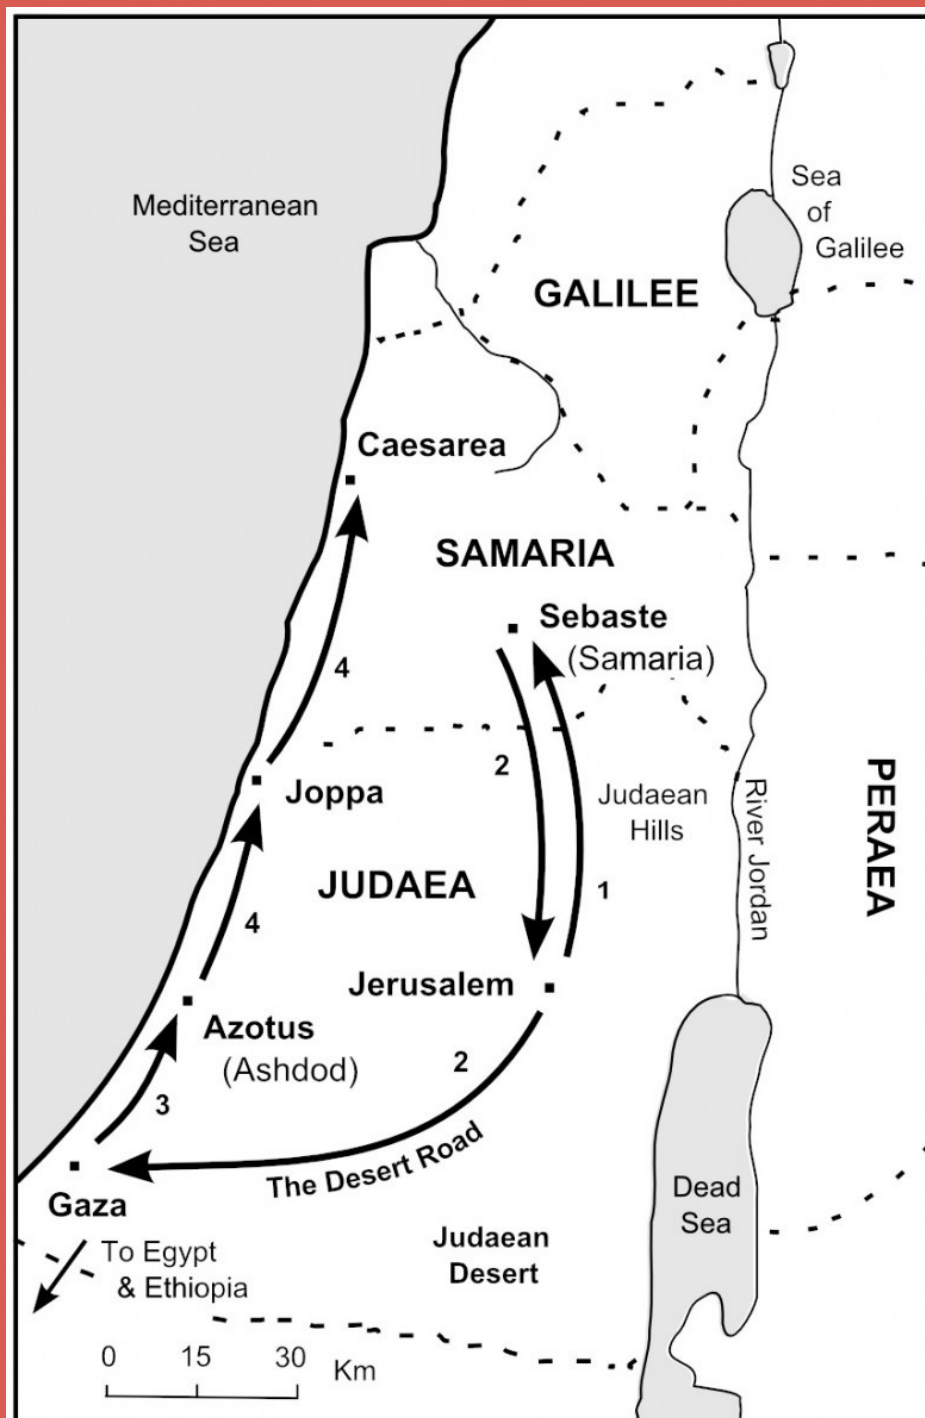 Mediterranean
Sea
Sea
of
Galilee
GALILEE
Caesarea
SAMARIA
Sebaste
(Samaria)
4
2
Joppa
Judaean
Hills
River Jordan
PERAEA
JUDAEA
1
4
Jerusalem
Azotus
(Ashdod)
2
3
The Desert Road
Gaza
Dead
Sea
To Egypt
& Ethiopia
Judaean
Desert
0 15 30 Km